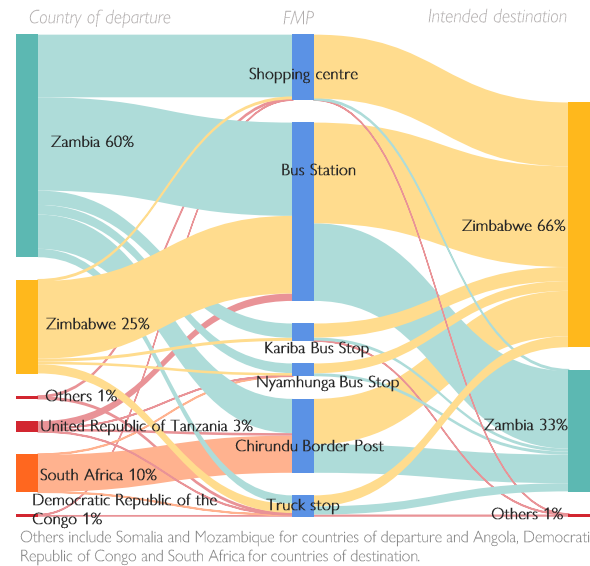 Country of departure
FMP
Intended destination
Shopping centre
Zambia 60%
Bus Station
Zimbabwe 66%
Zimbabwe 25%
Kariba Bus Stop
Nyamhunga Bus Stop
Others 1%
United Republic of Tanzania 3%
Zambia 33%
Chirundu Border Post
South Africa 10%
Democratic Republic of the
Congo 1%
Truck stop
Others 1%
Others include Somalia and Mozambique for countries of departure and Angola, Democrati
Republic of Congo and South Africa for countries of destination.